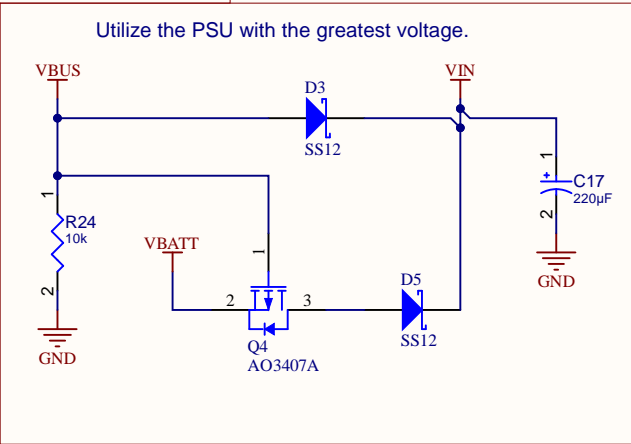 Utilize the PSU with the greatest voltage.
VBUS
D3
VIN
SS12
1
C17
220µF
2
GND
1
R24
10k
2
GND
VBATT
1
2
3
Q4
AO3407A
D5
SS12